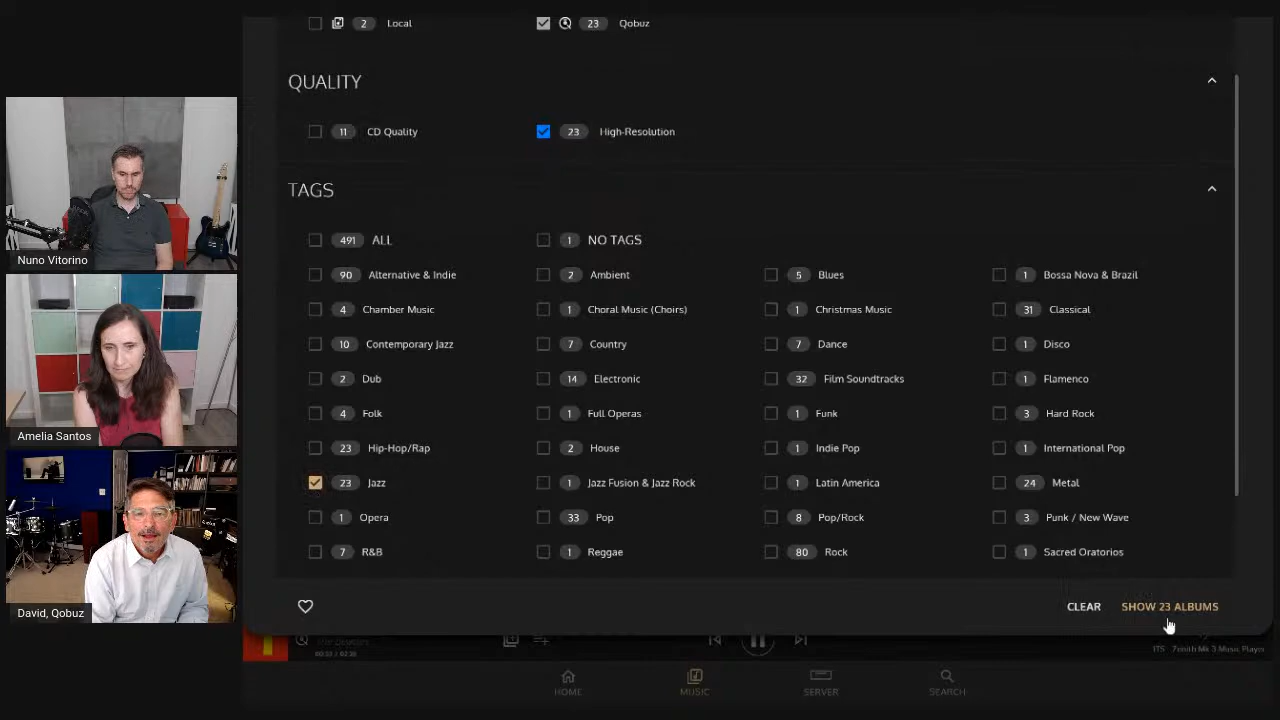 2 Local 23 Qobuz
QUALITY
11 CD Quality 23 High-Resolution
TAGS
491 ALL 1 NO TAGS
90 Alternative & Indie 2 Ambient 5 Blues 1 Bossa Nova & Brazil
4 Chamber Music 1 Choral Music (Choirs) 1 Christmas Music 31 Classical
10 Contemporary Jazz 7 Country 7 Dance 1 Disco
2 Dub 14 Electronic 32 Film Soundtracks 1 Flamenco
4 Folk 1 Full Operas 1 Funk 3 Hard Rock
23 Hip-Hop/Rap 2 House 1 Indie Pop 1 International Pop
23 Jazz 1 Jazz Fusion & Jazz Rock 1 Latin America 24 Metal
1 Opera 33 Pop 8 Pop/Rock 3 Punk / New Wave
7 R&B 1 Reggae 80 Rock 1 Sacred Oratorios
CLEAR SHOW 23 ALBUMS
ITS - Zenith Mk 3 Music Player
HOME MUSIC SERVER SEARCH
Nuno Vitorino
Amelia Santos
David, Qobuz